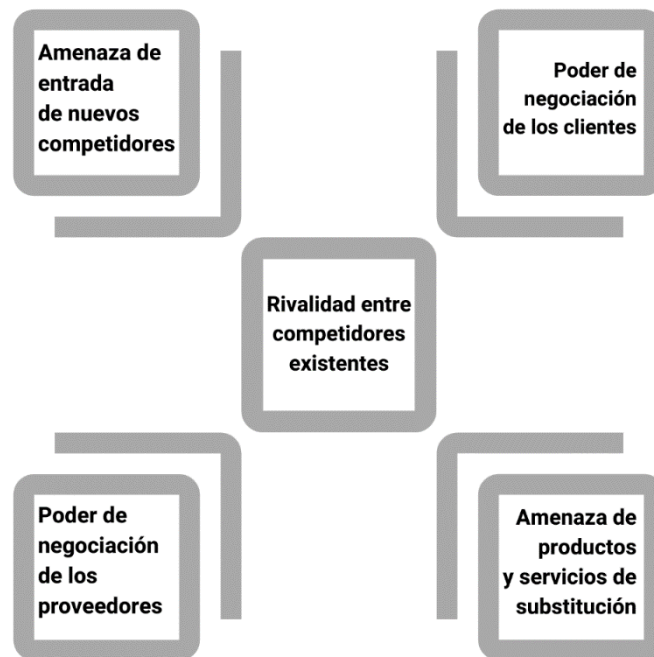 Amenaza de
entrada
de nuevos
competidores
Poder de
negociación
de los clientes
Rivalidad entre
competidores
existentes
Poder de
negociación
de los
proveedores
Amenaza de
productos
y servicios de
substitución